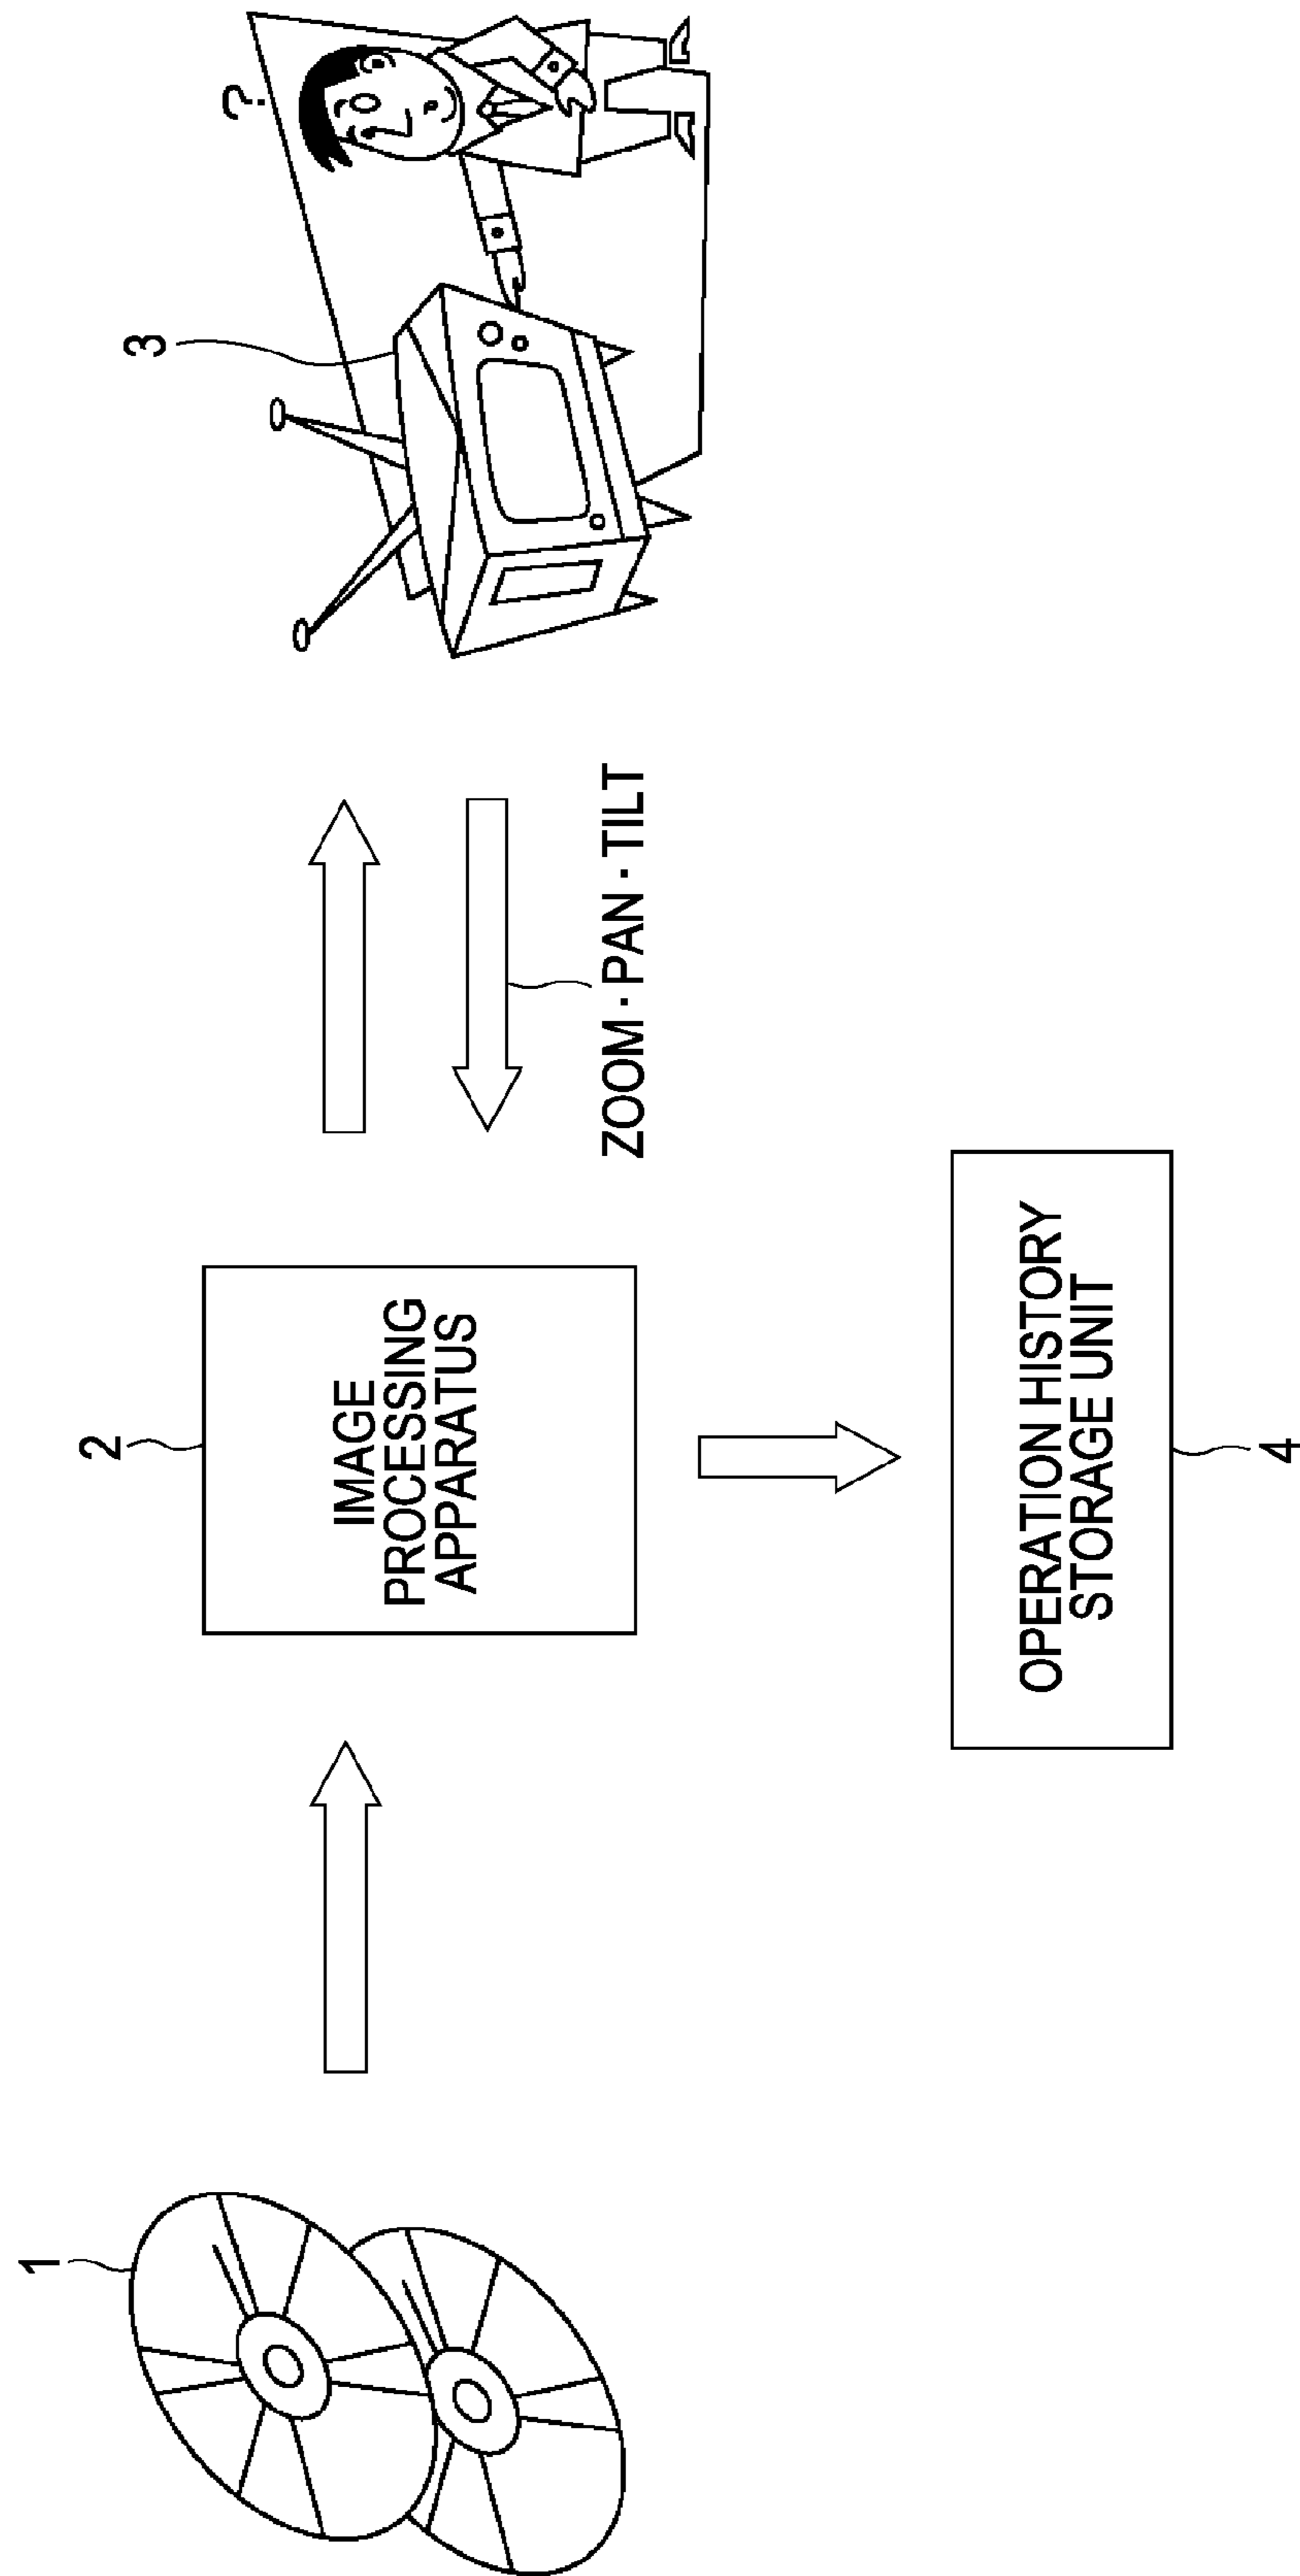 1
2
IMAGE
PROCESSING
APPARATUS
3
?
ZOOM · PAN · TILT
OPERATION HISTORY
STORAGE UNIT
4